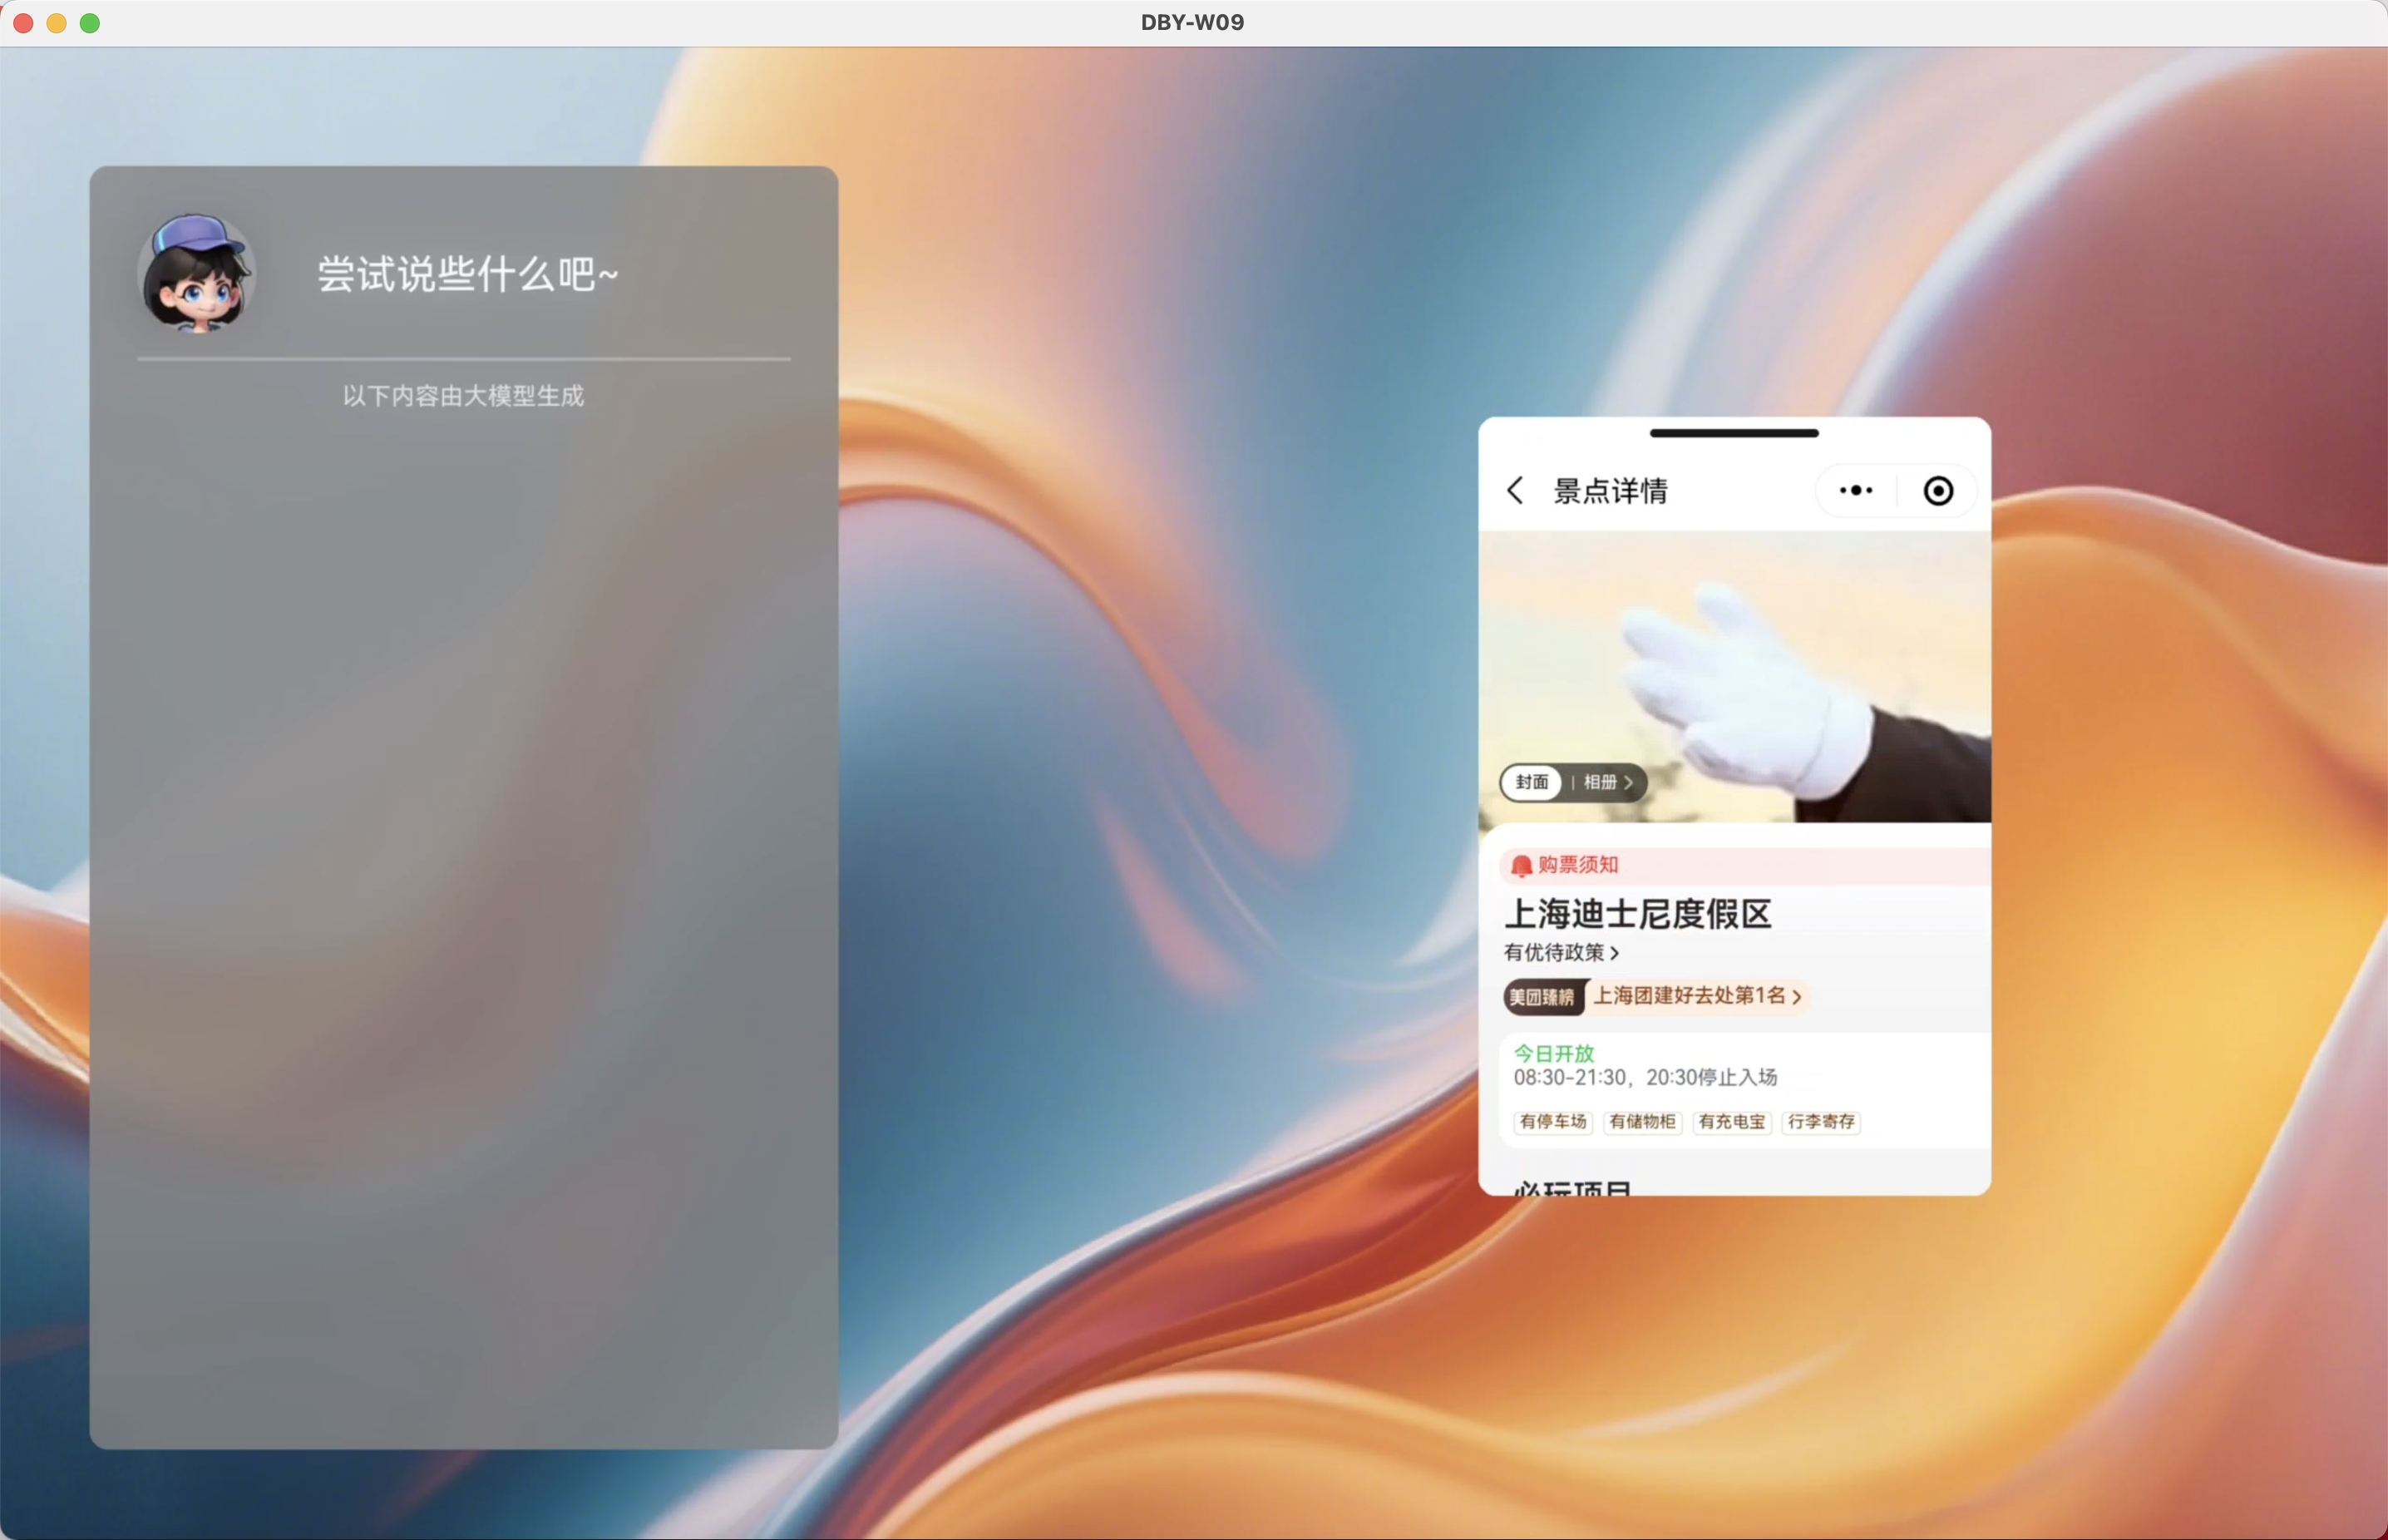 DBY-W09
尝试说些什么吧~
以下内容由大模型生成
景点详情
封面 | 相册 >
购票须知
上海迪士尼度假区
有优待政策 >
美团臻榜 上海团建好去处第1名 >
今日开放
08:30-21:30，20:30停止入场
有停车场 有储物柜 有充电宝 行李寄存
必玩项目